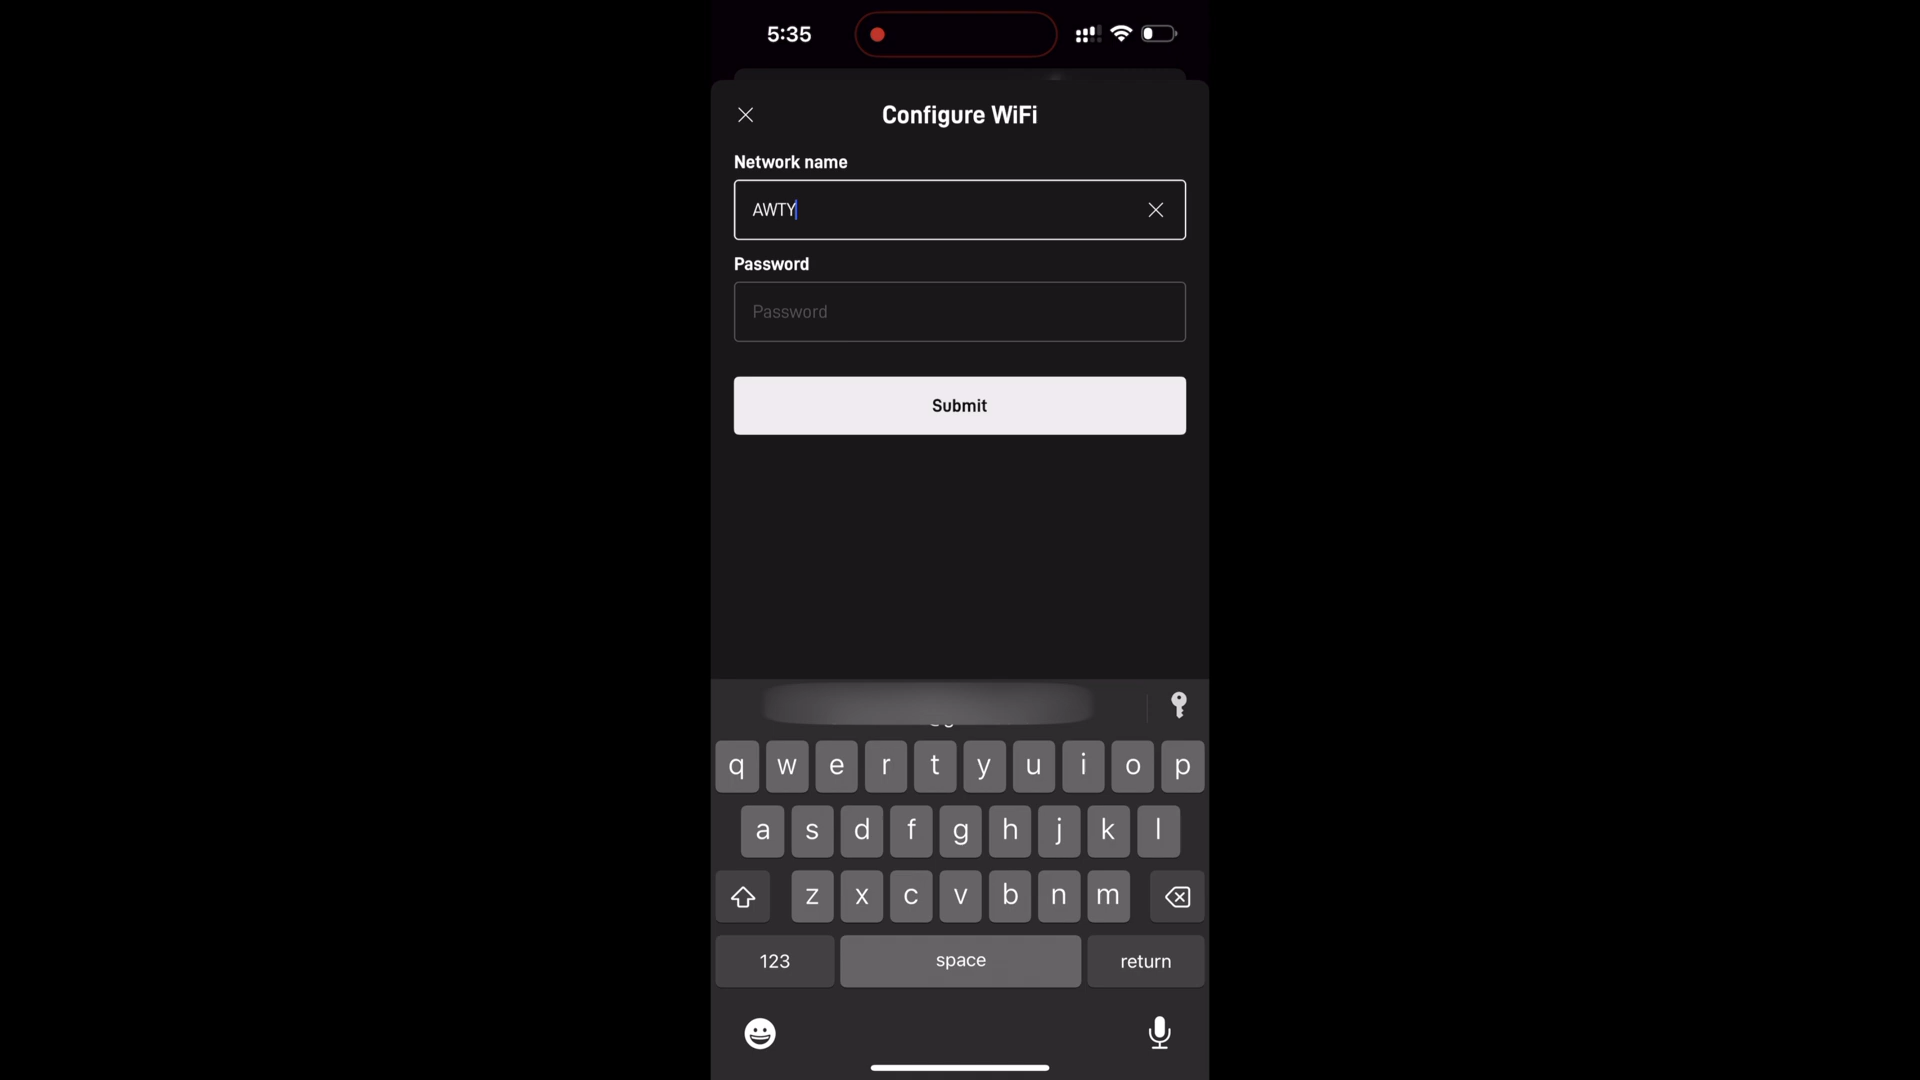 5:35
Configure WiFi
Network name
AWTY
Password
Password
Submit
q w e r t y u i o p
a s d f g h j k l
z x c v b n m
123 space return